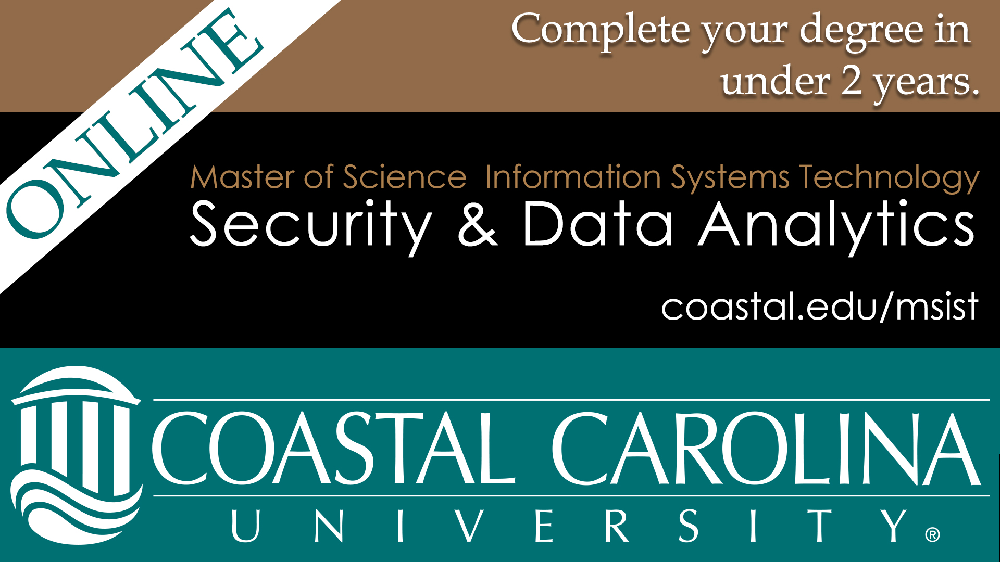 ONLINE
Complete your degree in
under 2 years.
Master of Science Information Systems Technology
Security & Data Analytics
coastal.edu/msist
COASTAL CAROLINA
UNIVERSITY®